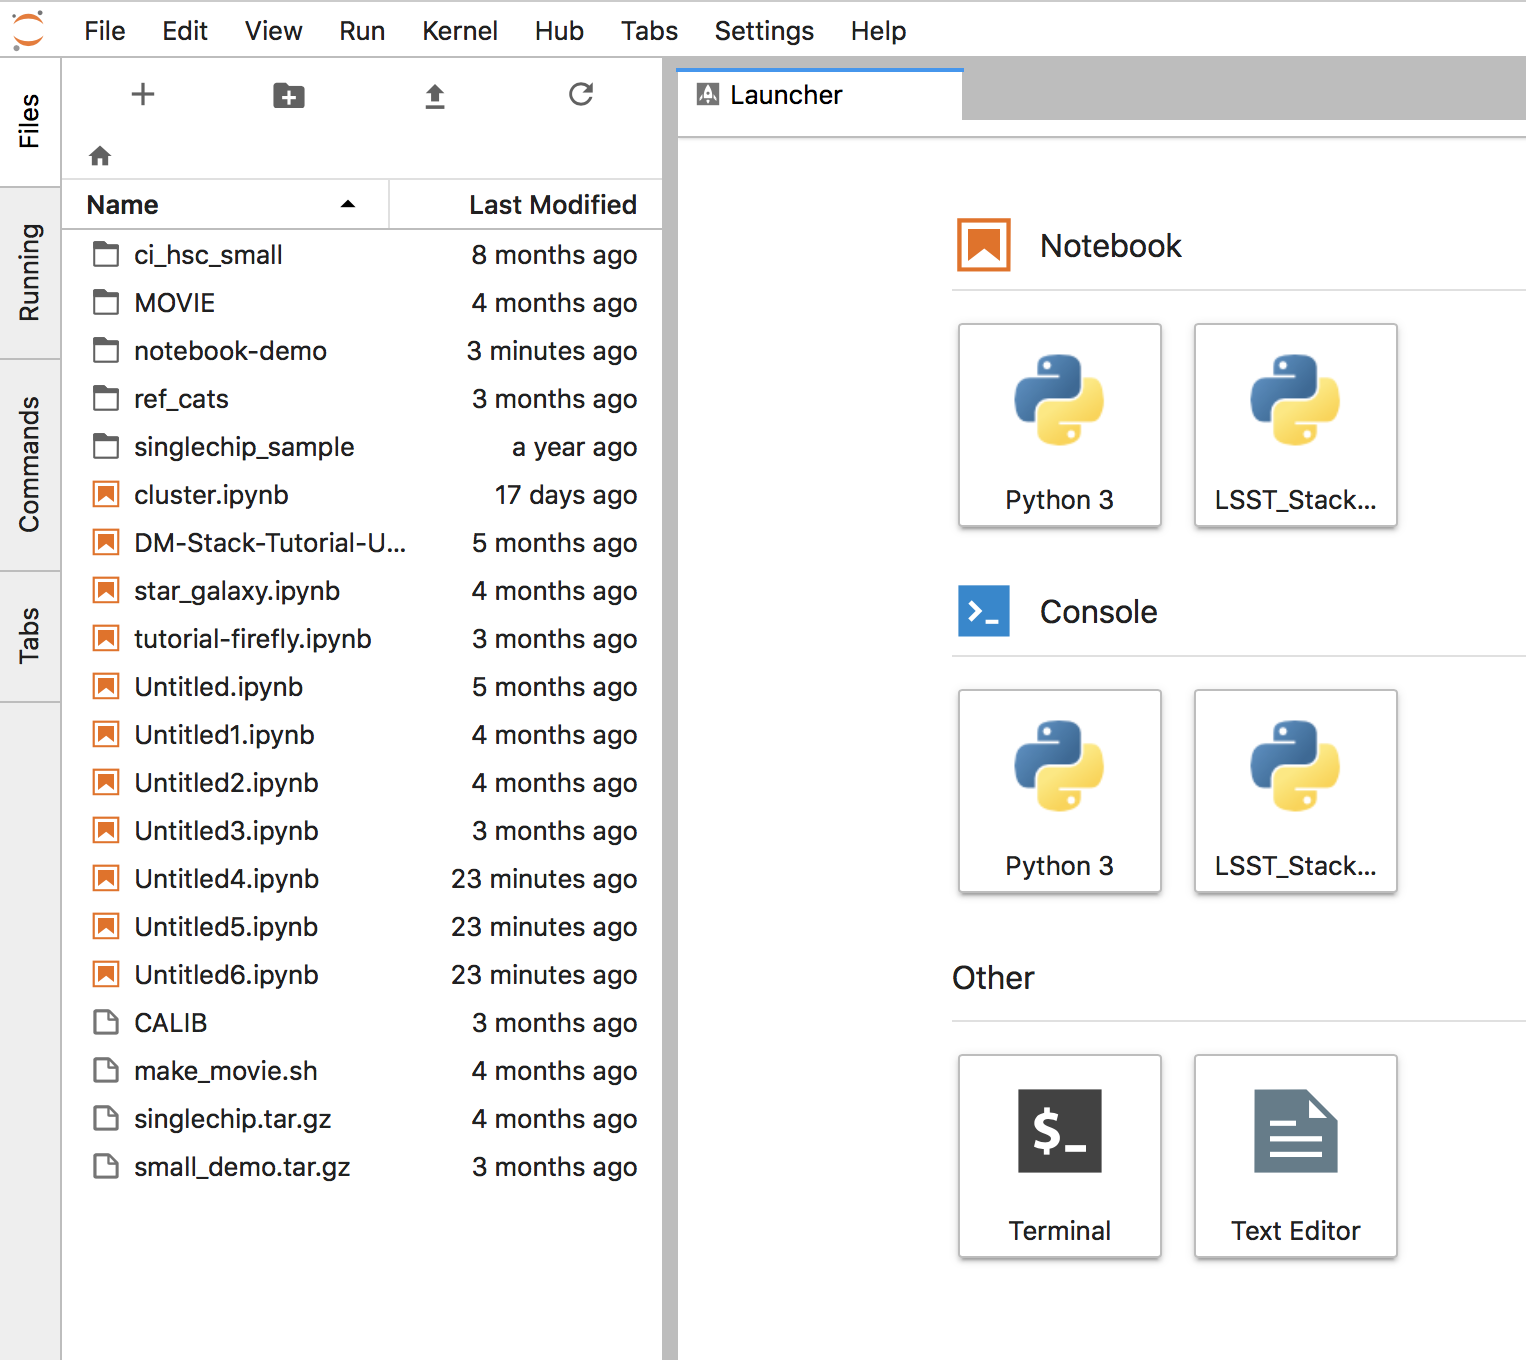 File Edit View Run Kernel Hub Tabs Settings Help
Files
Running
Commands
Tabs
Name Last Modified
ci_hsc_small 8 months ago
MOVIE 4 months ago
notebook-demo 3 minutes ago
ref_cats 3 months ago
singlechip_sample a year ago
cluster.ipynb 17 days ago
DM-Stack-Tutorial-U... 5 months ago
star_galaxy.ipynb 4 months ago
tutorial-firefly.ipynb 3 months ago
Untitled.ipynb 5 months ago
Untitled1.ipynb 4 months ago
Untitled2.ipynb 4 months ago
Untitled3.ipynb 3 months ago
Untitled4.ipynb 23 minutes ago
Untitled5.ipynb 23 minutes ago
Untitled6.ipynb 23 minutes ago
CALIB 3 months ago
make_movie.sh 4 months ago
singlechip.tar.gz 4 months ago
small_demo.tar.gz 3 months ago
Launcher
Notebook
Python 3 LSST_Stack...
Console
Python 3 LSST_Stack...
Other
$_
Terminal Text Editor